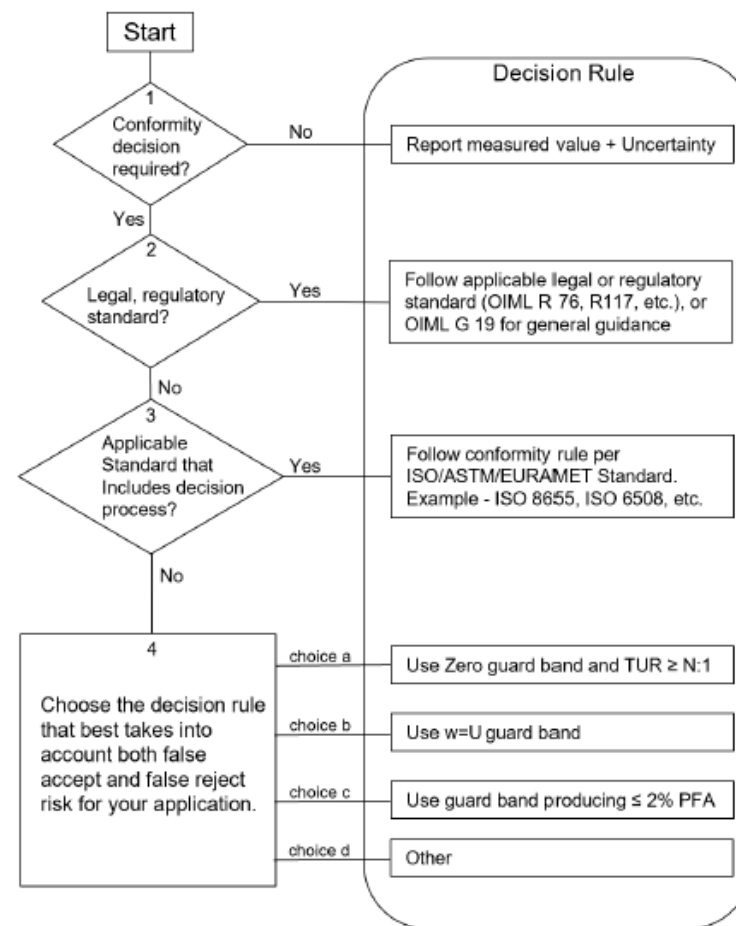 Start
Decision Rule
1
Conformity
decision
required?
No
Report measured value + Uncertainty
Yes
2
Legal, regulatory
standard?
Yes
Follow applicable legal or regulatory
standard (OIML R 76, R117, etc.), or
OIML G 19 for general guidance
No
3
Applicable
Standard that
Includes decision
process?
Yes
Follow conformity rule per
ISO/ASTM/EURAMET Standard.
Example - ISO 8655, ISO 6508, etc.
No
4
Choose the decision rule
that best takes into
account both false
accept and false reject
risk for your application.
choice a
Use Zero guard band and TUR ≥ N:1
choice b
Use w=U guard band
choice c
Use guard band producing ≤ 2% PFA
choice d
Other